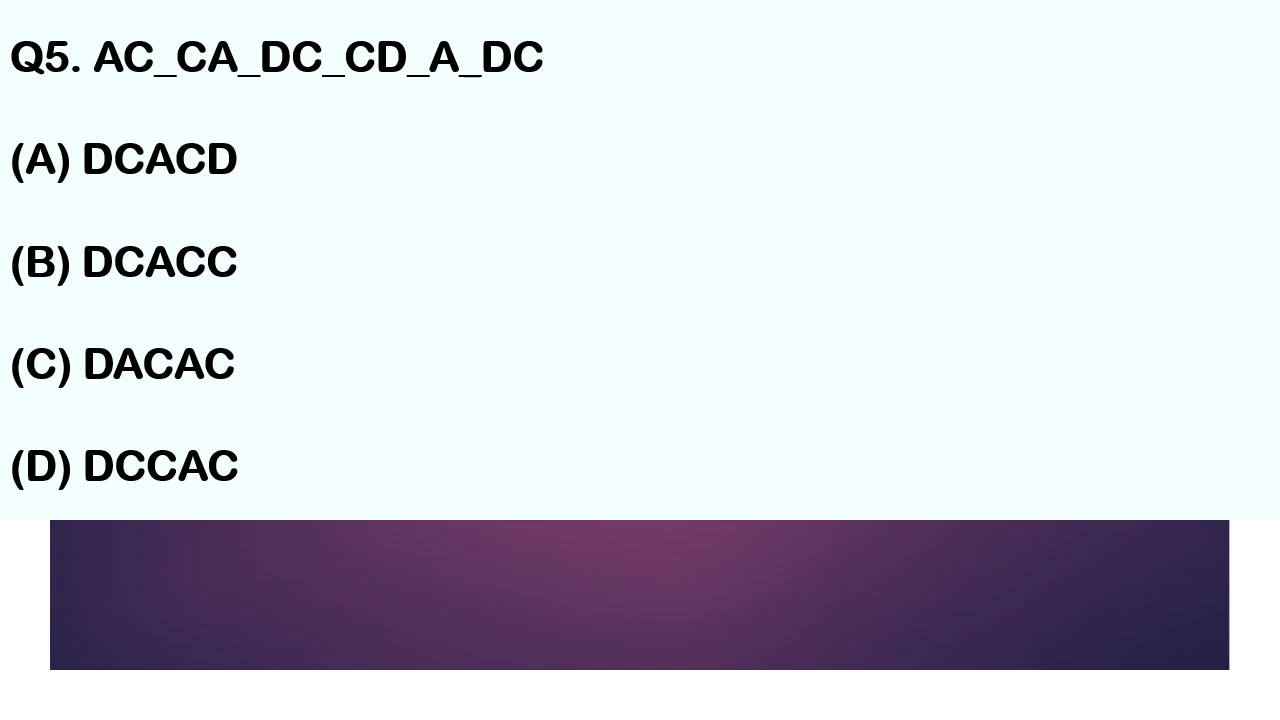 Q5. AC_CA_DC_CD_A_DC
(A) DCACD
(B) DCACC
(C) DACAC
(D) DCCAC